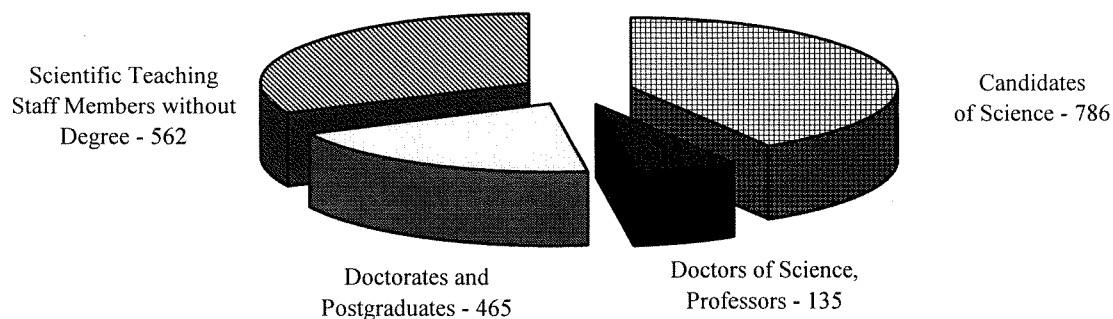 Scientific Teaching
Staff Members without
Degree - 562
Candidates
of Science - 786
Doctorates and
Postgraduates - 465
Doctors of Science,
Professors - 135